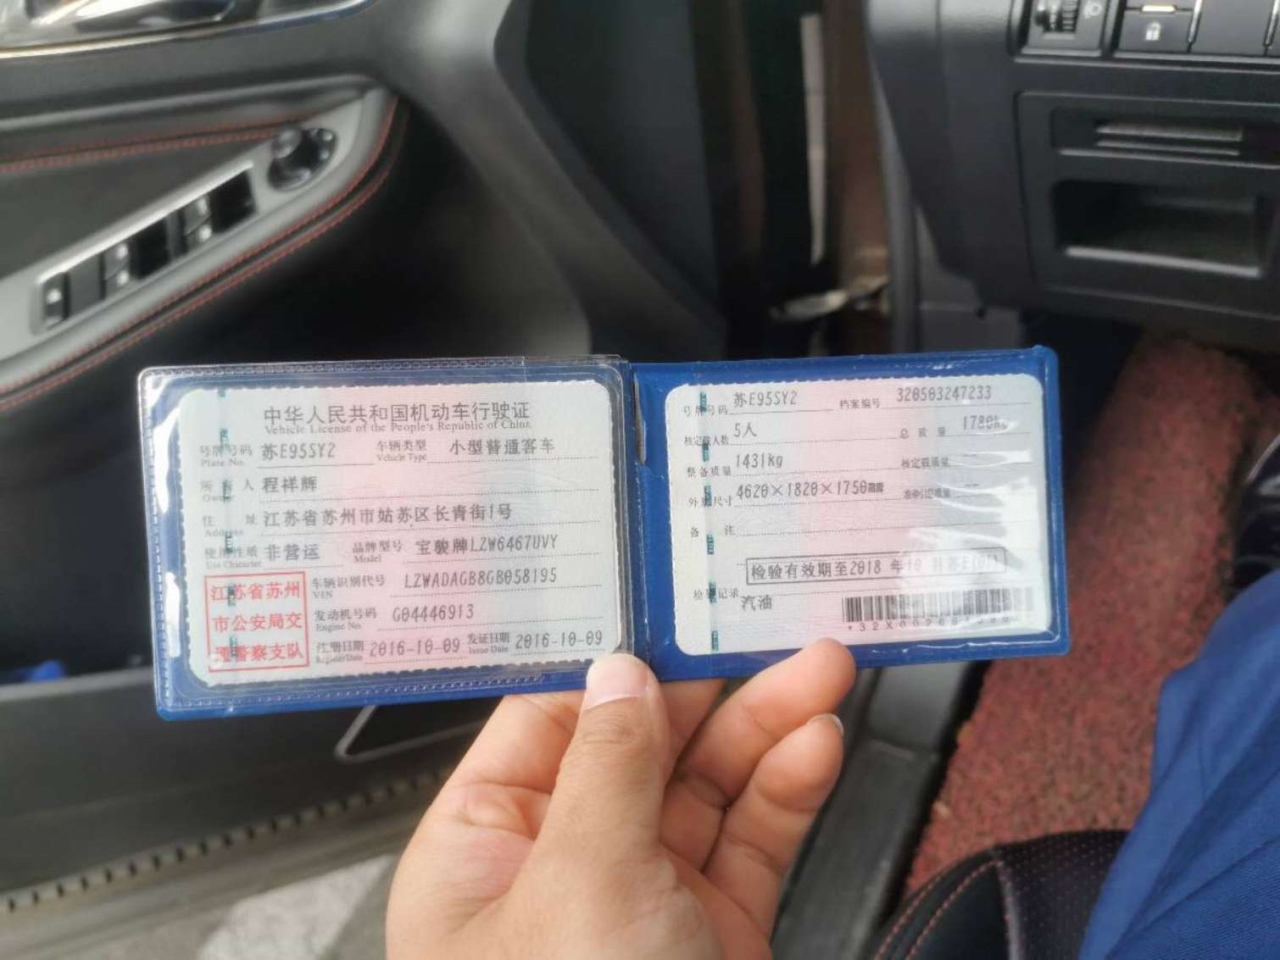 中华人民共和国机动车行驶证
Vehicle License of the People's Republic of China
号牌号码 苏E95SY2 车辆类型 小型普通客车
Plate No. Vehicle Type
所有人 程祥辉
Owner
住址 江苏省苏州市姑苏区长青街1号
Address
使用性质 非营运 品牌型号 宝骏牌LZW6467UVY
Use Character Model
江苏省苏州市公安局交通警察支队
车辆识别代号 LZWADAGB8GB058195
VIN
发动机号码 G04446913
Engine No.
注册日期 2016-10-09 发证日期 2016-10-09
Register Date Issue Date
号牌号码 苏E95SY2 档案编号 320503247233
核定载人数 5人 总质量 1780kg
整备质量 1431kg 核定载质量
外廓尺寸 4620×1820×1750
备注
检验有效期至2018年10
检验记录
汽油